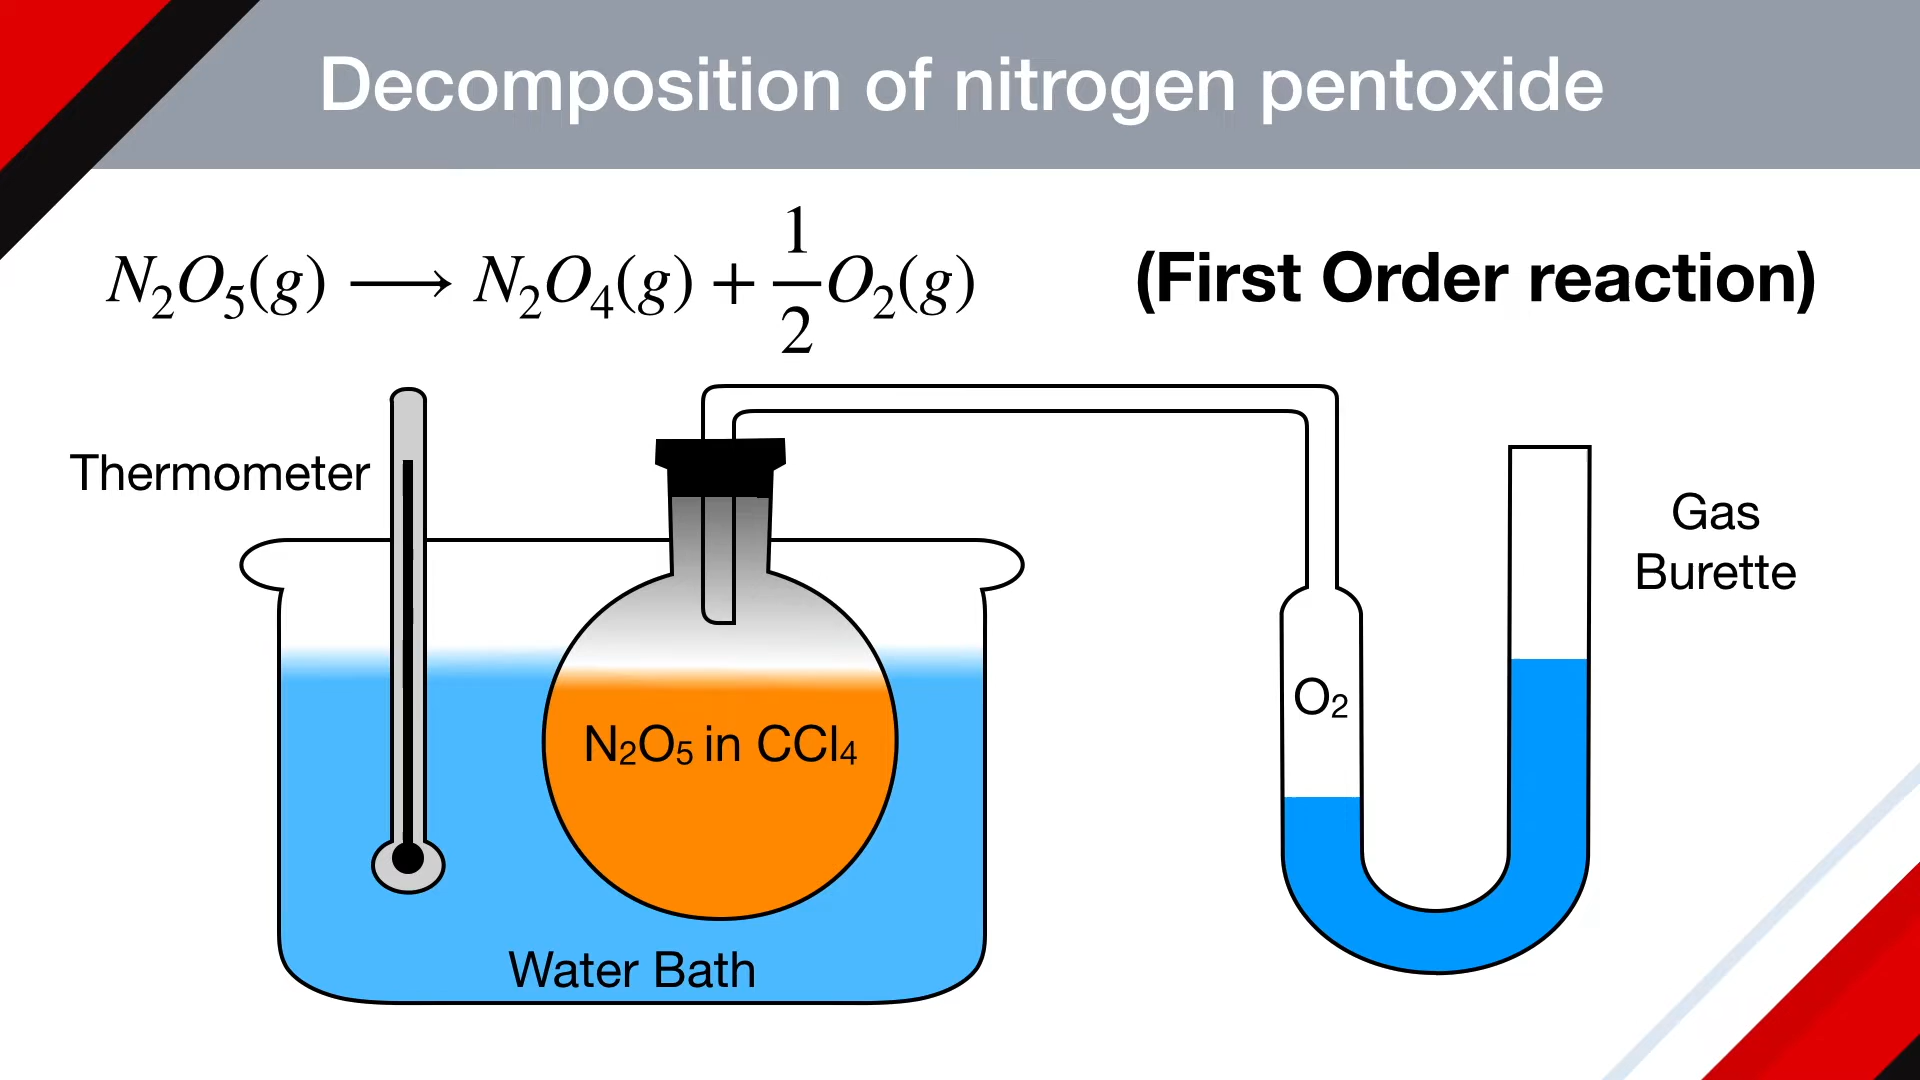 Decomposition of nitrogen pentoxide
N₂O₅(g) ⟶ N₂O₄(g) + 1/2 O₂(g) (First Order reaction)
Thermometer
Gas
Burette
O₂
N₂O₅ in CCl₄
Water Bath